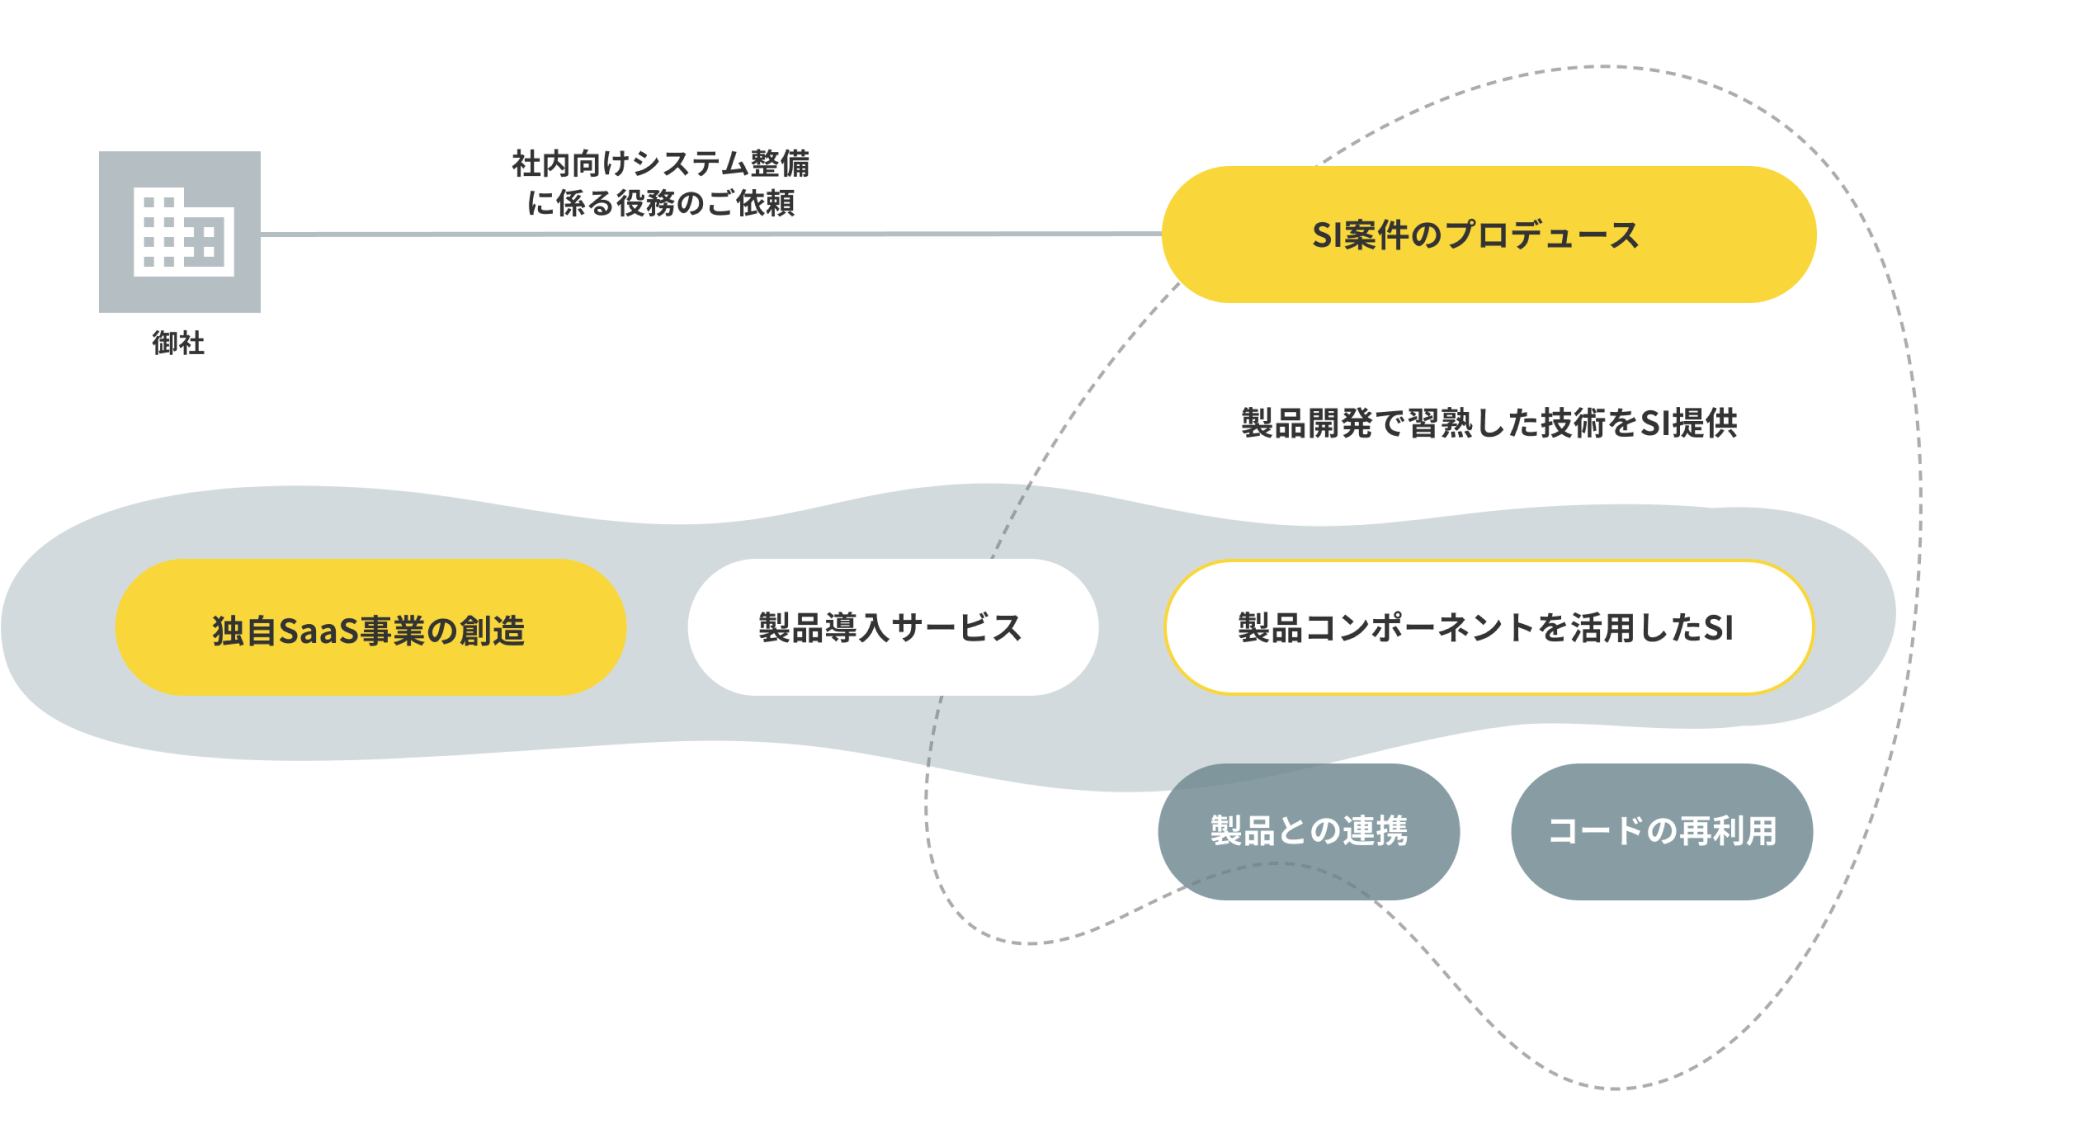 社内向けシステム整備
に係る役務のご依頼
SI案件のプロデュース
御社
製品開発で習熟した技術をSI提供
独自SaaS事業の創造
製品導入サービス
製品コンポーネントを活用したSI
製品との連携
コードの再利用